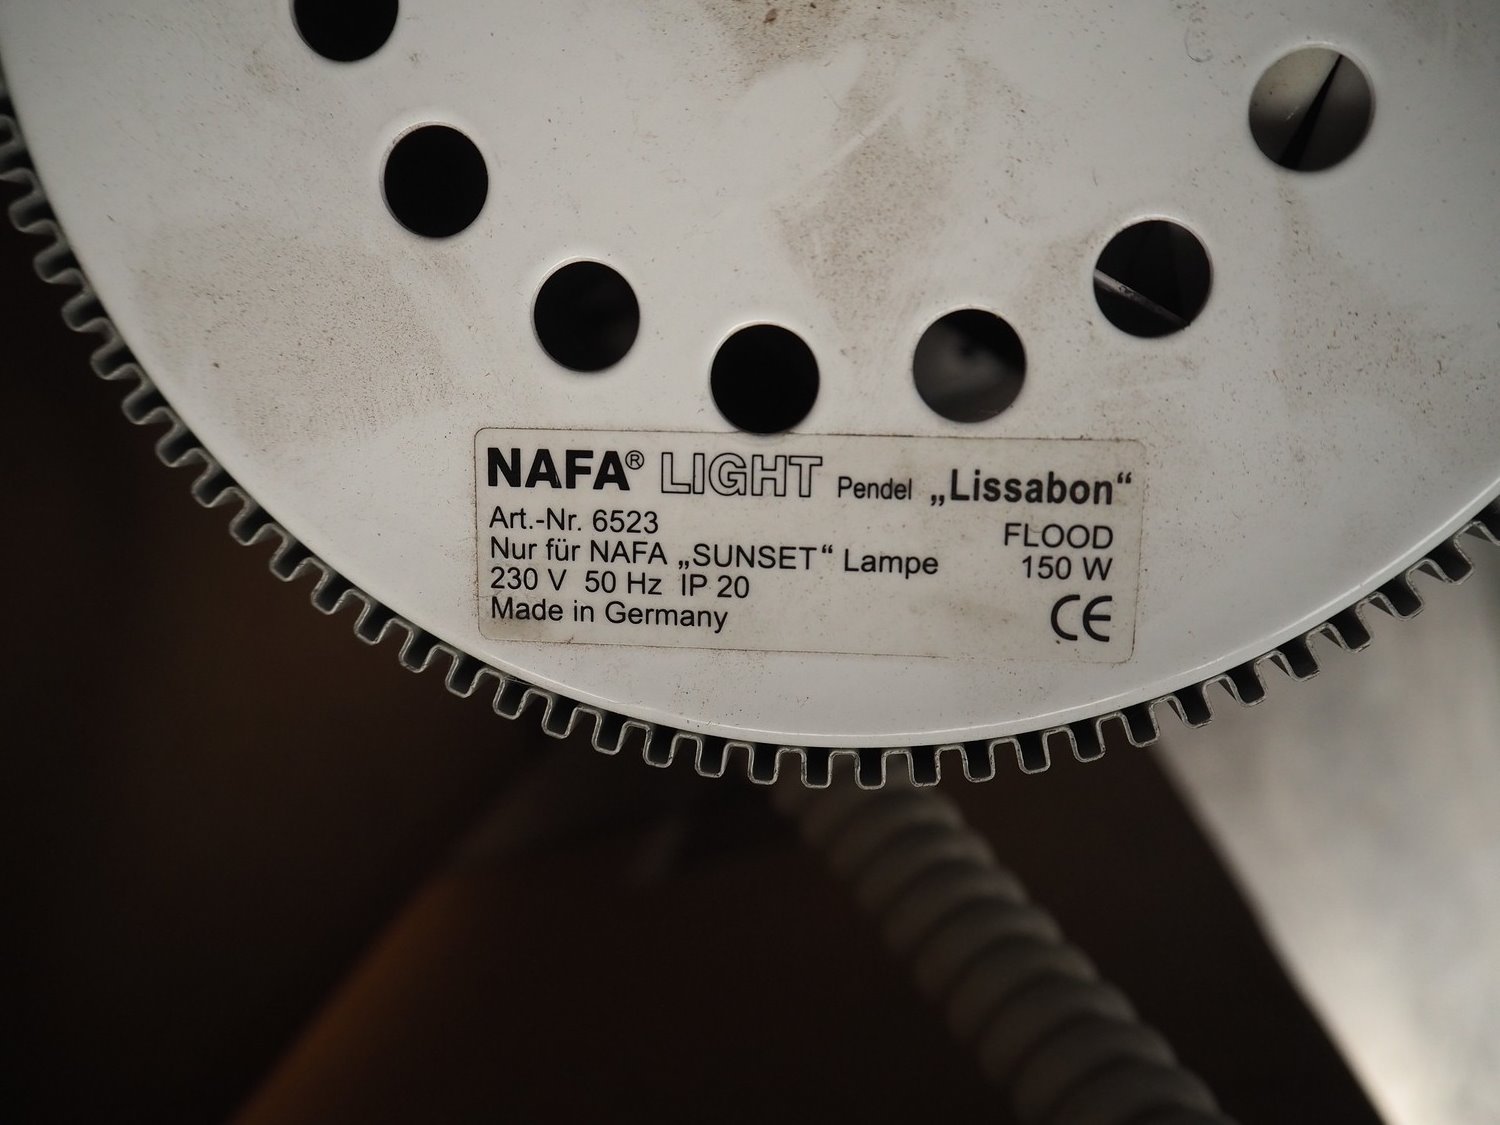 NAFA® LIGHT Pendel „Lissabon“
Art.-Nr. 6523 FLOOD
Nur für NAFA „SUNSET“ Lampe 150 W
230 V 50 Hz IP 20
Made in Germany CE